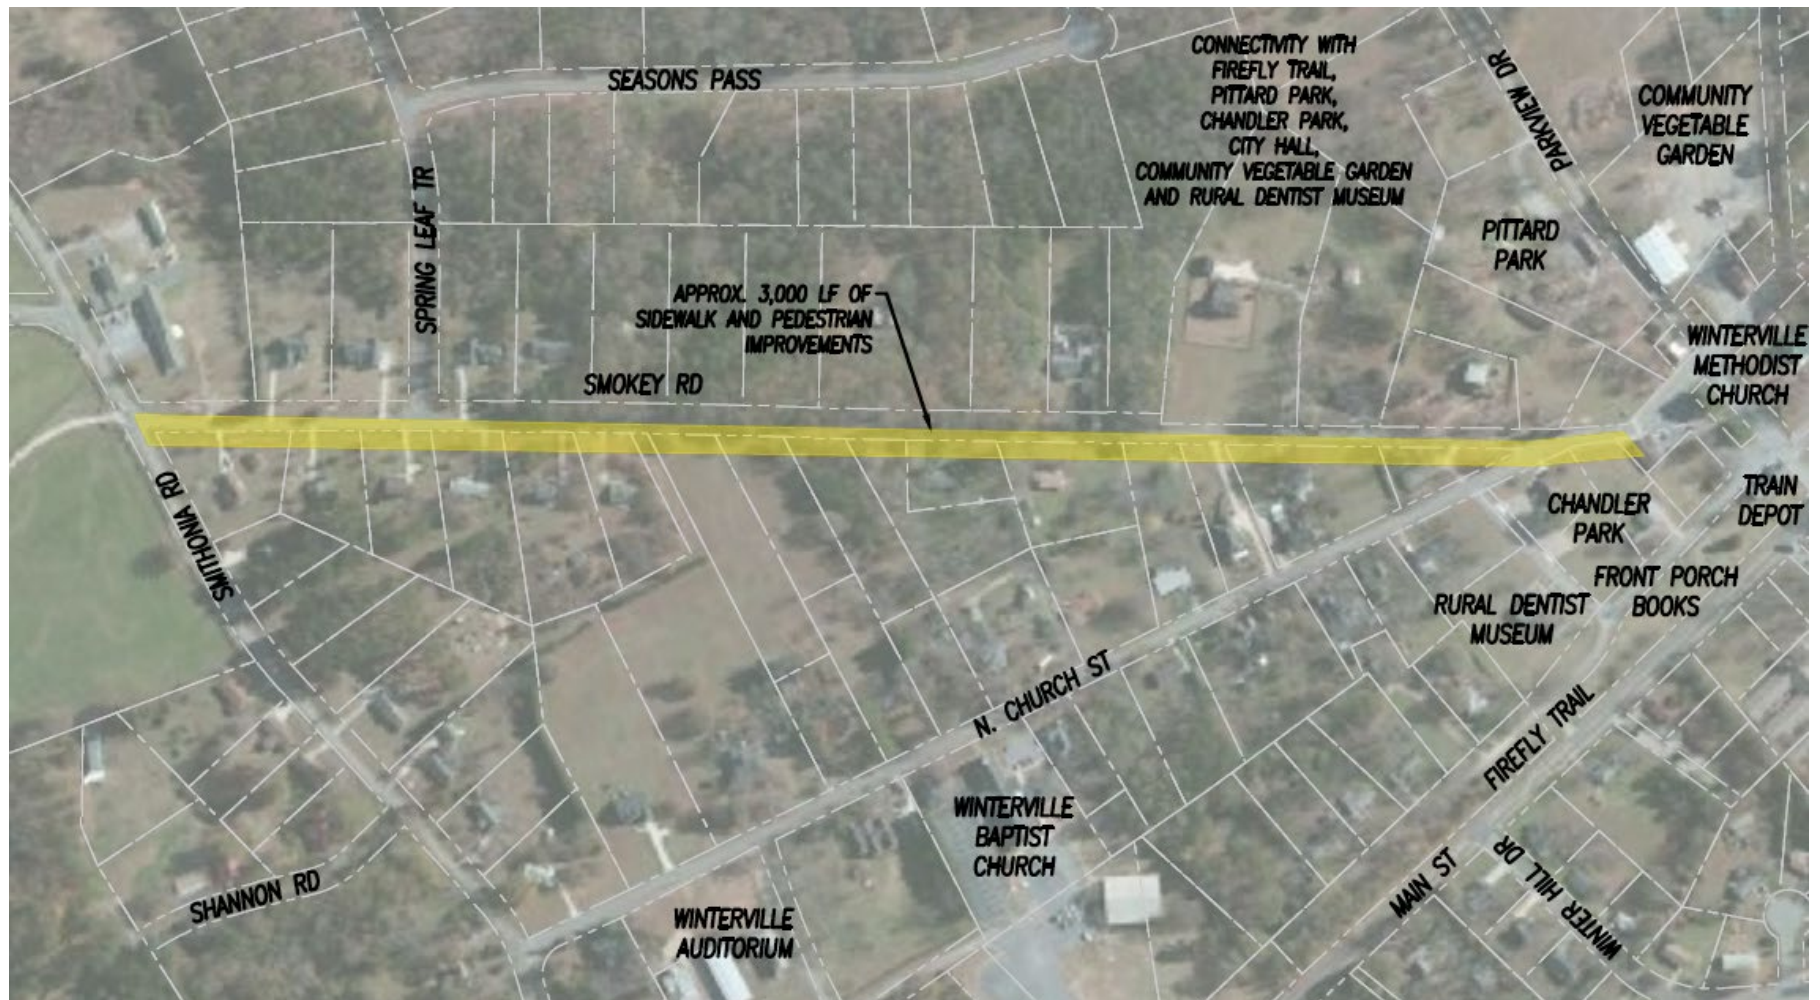 SEASONS PASS
CONNECTIVITY WITH
FIREFLY TRAIL,
PITTARD PARK,
CHANDLER PARK,
CITY HALL,
COMMUNITY VEGETABLE GARDEN
AND RURAL DENTIST MUSEUM
PARKVIEW DR
COMMUNITY
VEGETABLE
GARDEN
SPRING LEAF TR
PITTARD
PARK
APPROX. 3,000 LF OF
SIDEWALK AND PEDESTRIAN
IMPROVEMENTS
SMOKEY RD
WINTERVILLE
METHODIST
CHURCH
SMITHONIA RD
CHANDLER
PARK
TRAIN
DEPOT
FRONT PORCH
BOOKS
RURAL DENTIST
MUSEUM
N. CHURCH ST
FIREFLY TRAIL
WINTERVILLE
BAPTIST
CHURCH
MAIN ST
WINTER HILL DR
SHANNON RD
WINTERVILLE
AUDITORIUM